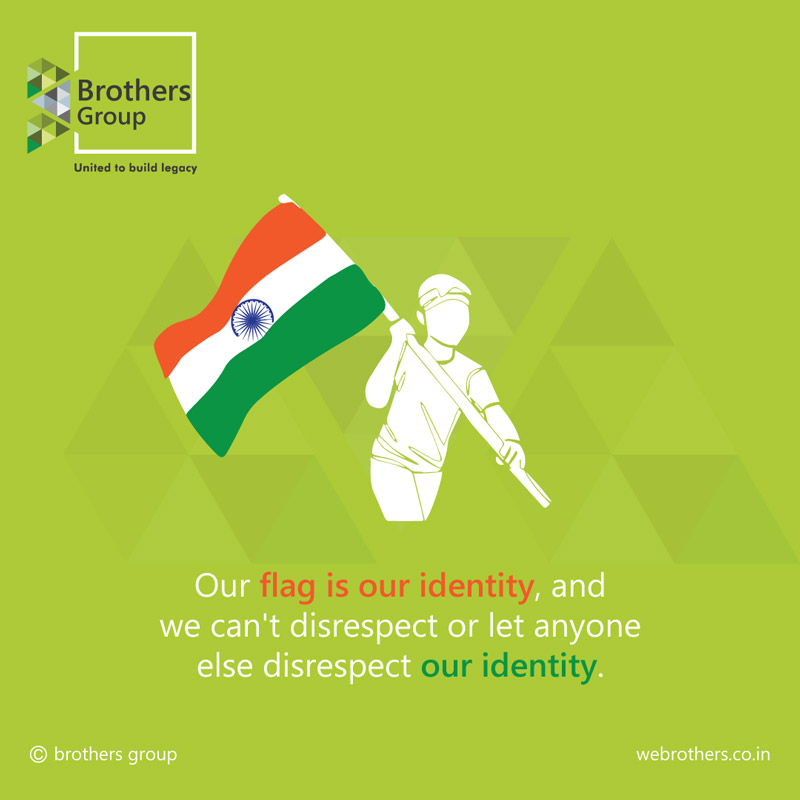 Brothers
Group
United to build legacy
Our flag is our identity, and
we can't disrespect or let anyone
else disrespect our identity.
© brothers group
webrothers.co.in